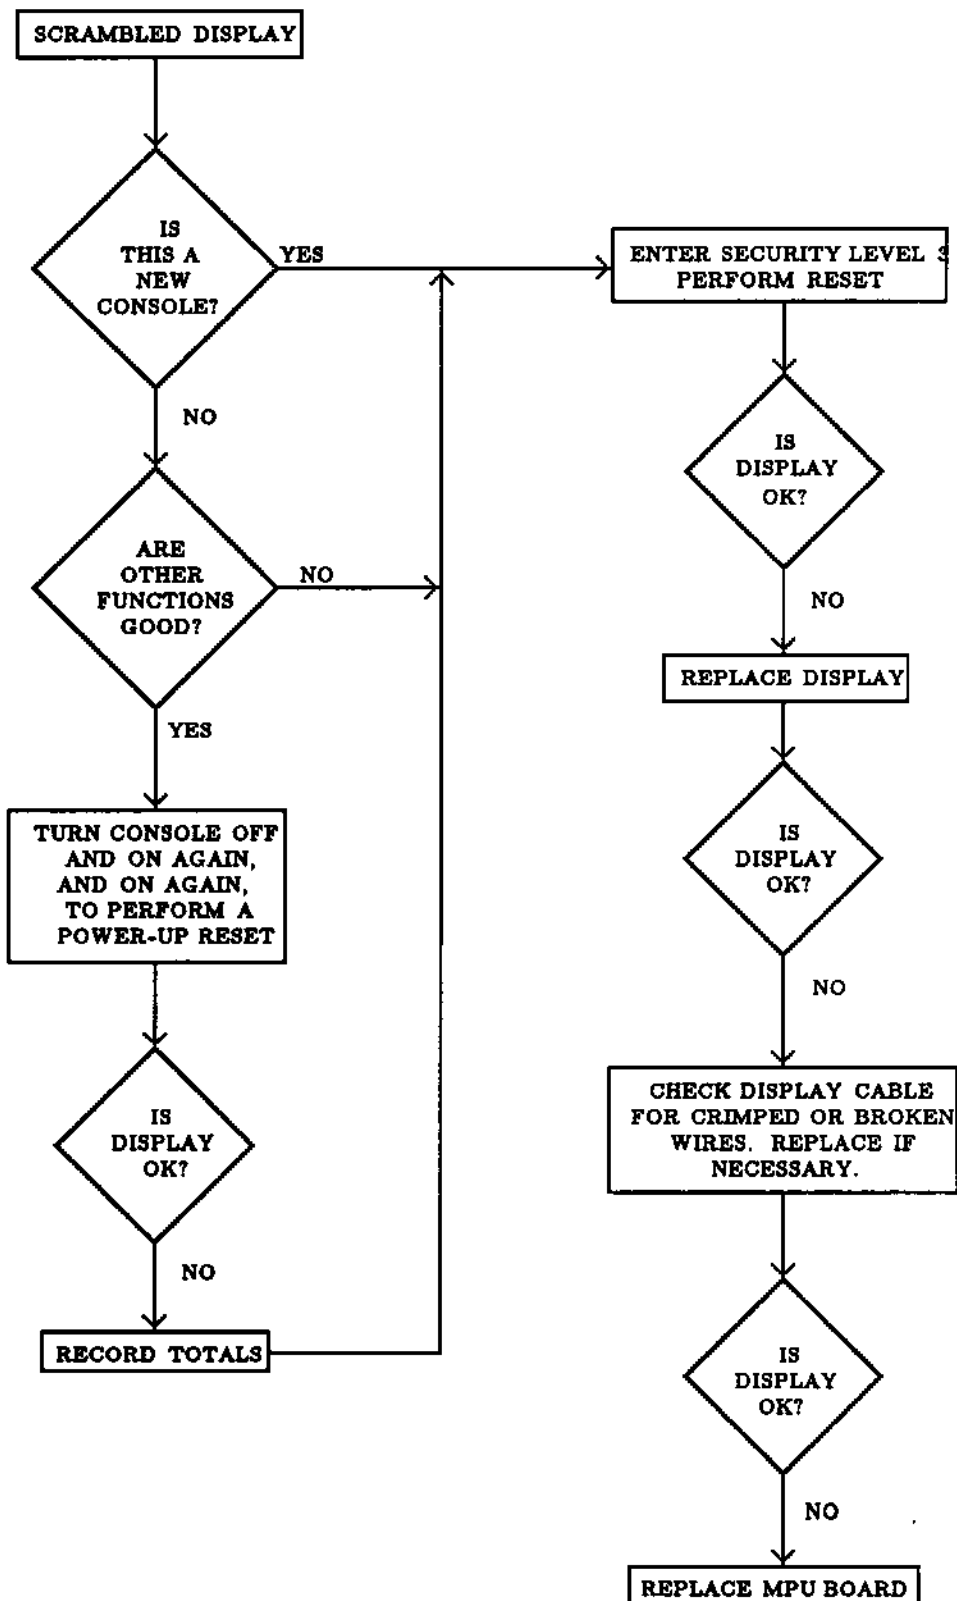 SCRAMBLED DISPLAY
IS
THIS A
NEW
CONSOLE?
YES
NO
ARE
OTHER
FUNCTIONS
GOOD?
NO
YES
TURN CONSOLE OFF
AND ON AGAIN,
AND ON AGAIN,
TO PERFORM A
POWER-UP RESET
IS
DISPLAY
OK?
NO
RECORD TOTALS
ENTER SECURITY LEVEL 3
PERFORM RESET
IS
DISPLAY
OK?
NO
REPLACE DISPLAY
IS
DISPLAY
OK?
NO
CHECK DISPLAY CABLE
FOR CRIMPED OR BROKEN
WIRES. REPLACE IF
NECESSARY.
IS
DISPLAY
OK?
NO
REPLACE MPU BOARD